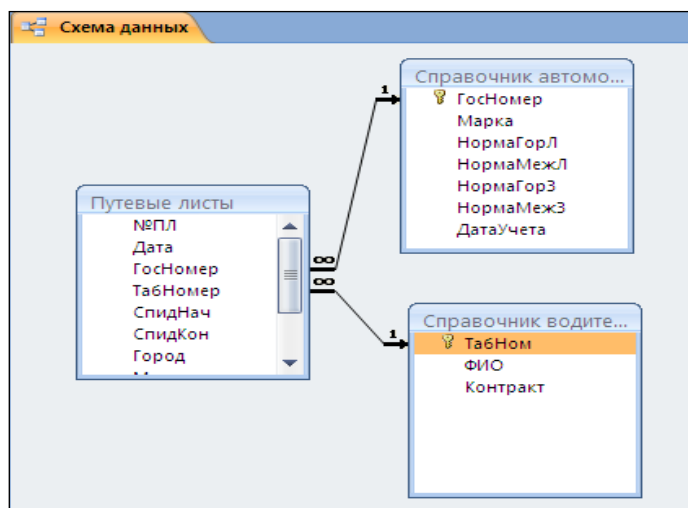 Схема данных
Справочник автомо...
ГосНомер
Марка
НормаГорЛ
НормаМежЛ
НормаГорЗ
НормаМежЗ
ДатаУчета
Путевые листы
№ПЛ
Дата
ГосНомер
ТабНомер
СпидНач
СпидКон
Город
1
∞
∞
1
Справочник водите...
ТабНом
ФИО
Контракт